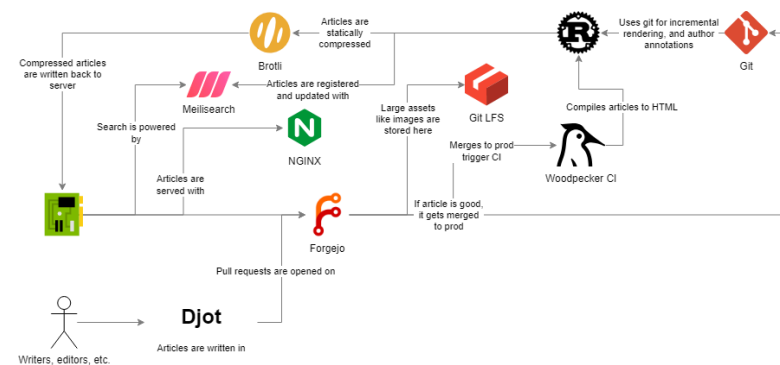 Articles are
statically
compressed
Uses git for incremental
rendering, and author
annotations
Brotli
Git
Compressed articles
are written back to
server
Articles are registered
and updated with
Meilisearch
Large assets
like images are
stored here
Git LFS
Compiles articles to HTML
Search is powered
by
N
NGINX
Merges to prod
trigger CI
Woodpecker CI
Articles are
served with
If article is good,
it gets merged
to prod
Forgejo
Pull requests are opened on
Djot
Articles are written in
Writers, editors, etc.